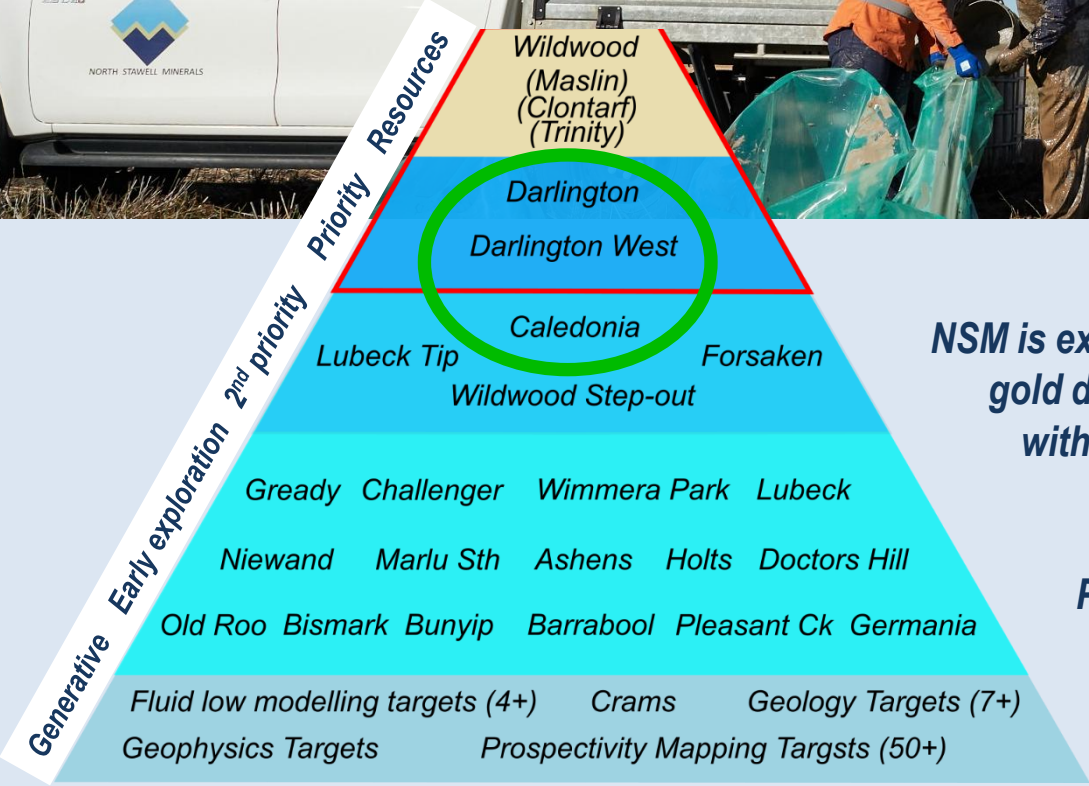 NORTH STAWELL MINERALS
Resources
Wildwood
(Maslin)
(Clontarf)
(Trinity)
Priority
Darlington
Darlington West
2nd priority
Caledonia
Lubeck Tip
Forsaken
Wildwood Step-out
Early exploration
Gready Challenger Wimmera Park Lubeck
Niewand Marlu Sth Ashens Holts Doctors Hill
Old Roo Bismark Bunyip Barrabool Pleasant Ck Germania
Generative
Fluid low modelling targets (4+) Crams Geology Targets (7+)
Geophysics Targets Prospectivity Mapping Targsts (50+)
NSM is ex
gold d
with